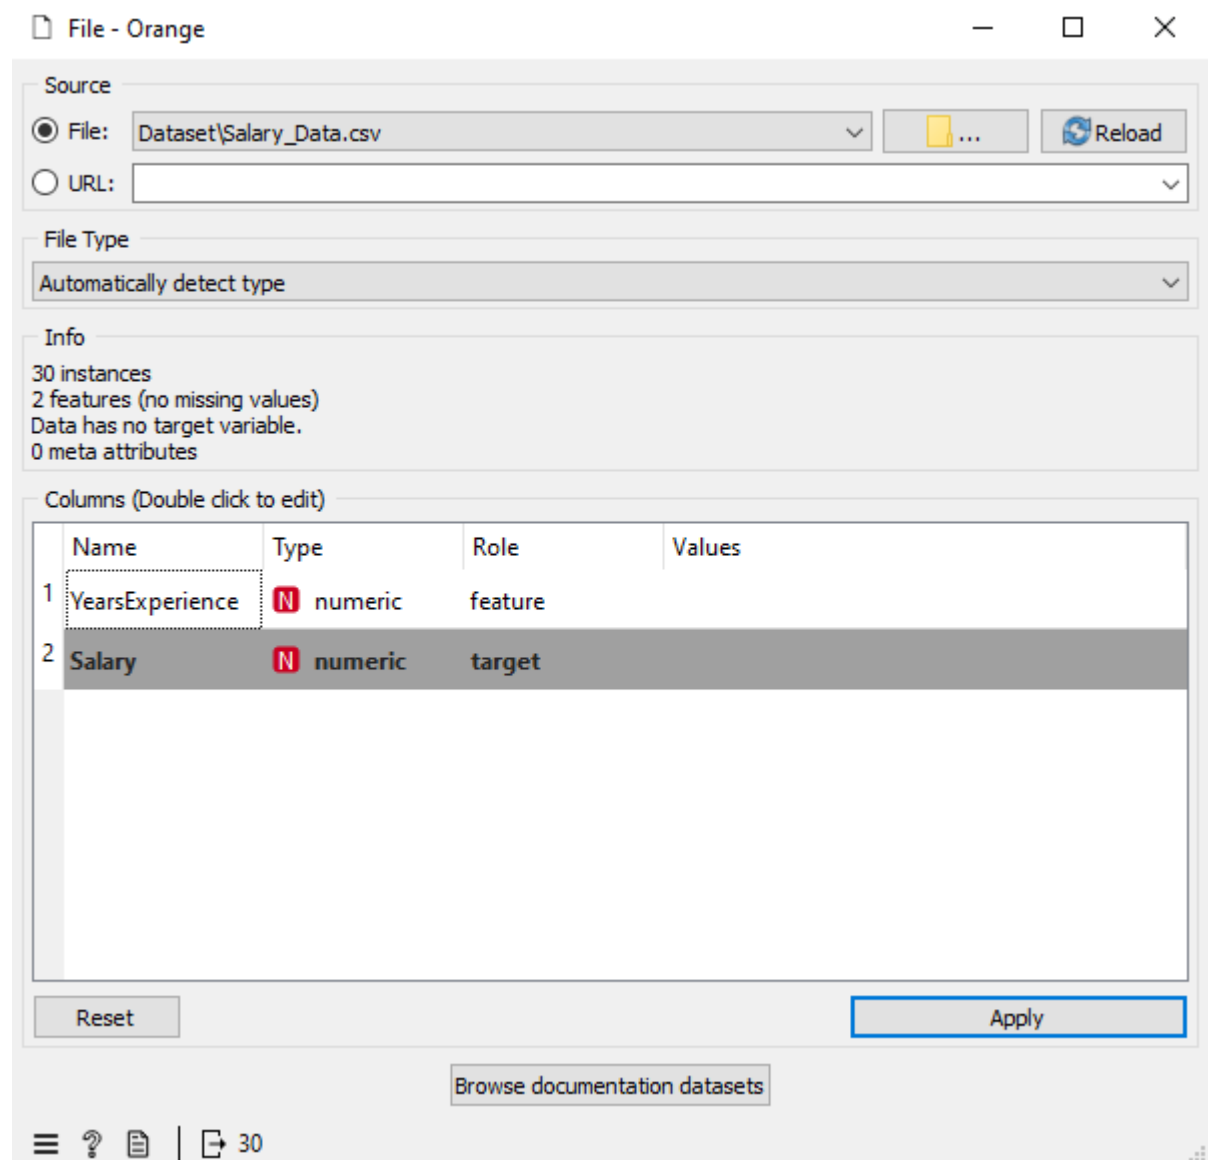 File - Orange
Source
File: Dataset\Salary_Data.csv ... Reload
URL:
File Type
Automatically detect type
Info
30 instances
2 features (no missing values)
Data has no target variable.
0 meta attributes
Columns (Double click to edit)
Name Type Role Values
1 YearsExperience N numeric feature
2 Salary N numeric target
Reset Apply
Browse documentation datasets
? 30